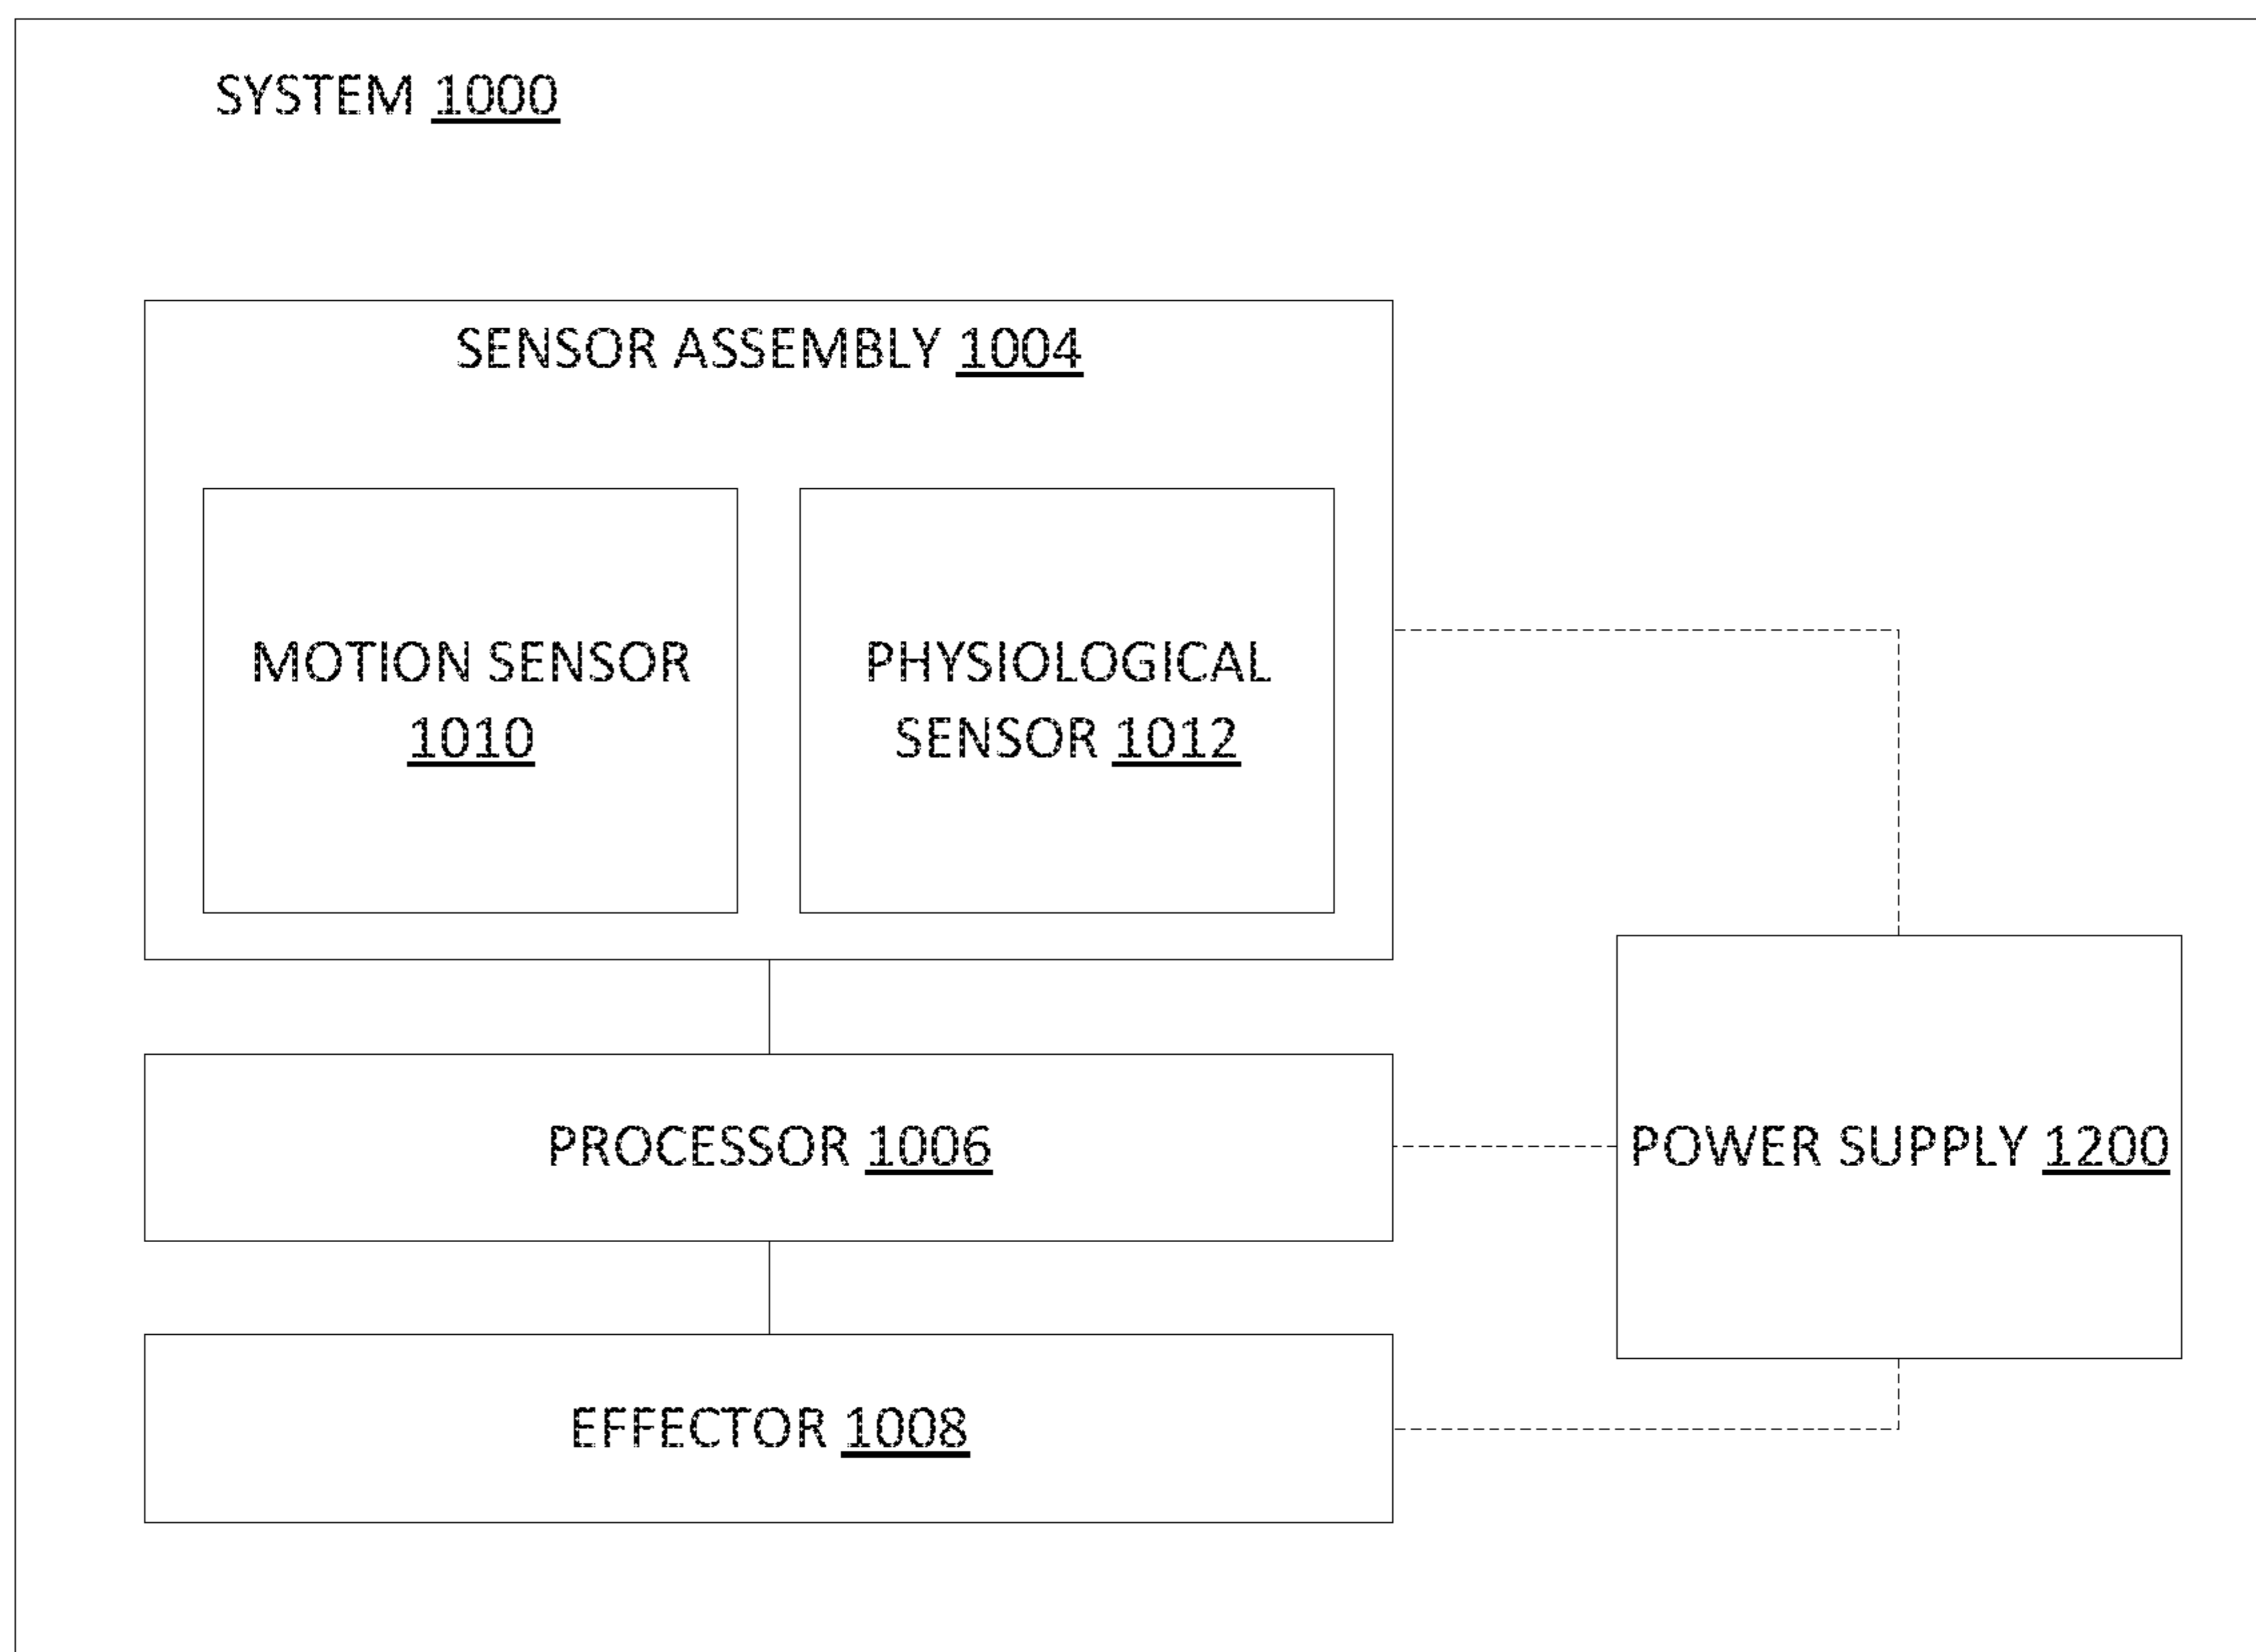 SYSTEM 1000
SENSOR ASSEMBLY 1004
MOTION SENSOR
1010
PHYSIOLOGICAL
SENSOR 1012
PROCESSOR 1006
POWER SUPPLY 1200
EFFECTOR 1008